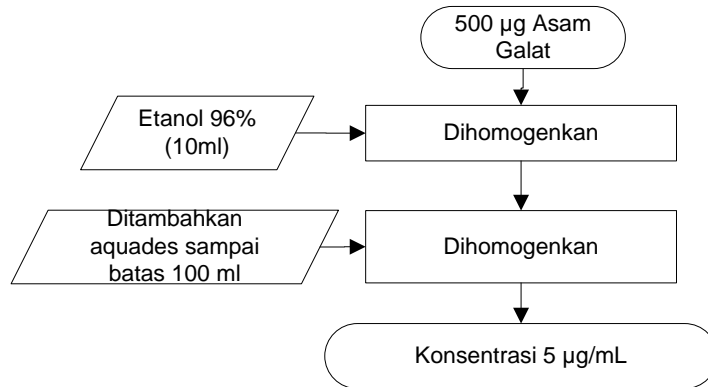 500 µg Asam
Galat
Etanol 96%
(10ml)
Dihomogenkan
Ditambahkan
aquades sampai
batas 100 ml
Dihomogenkan
Konsentrasi 5 µg/mL